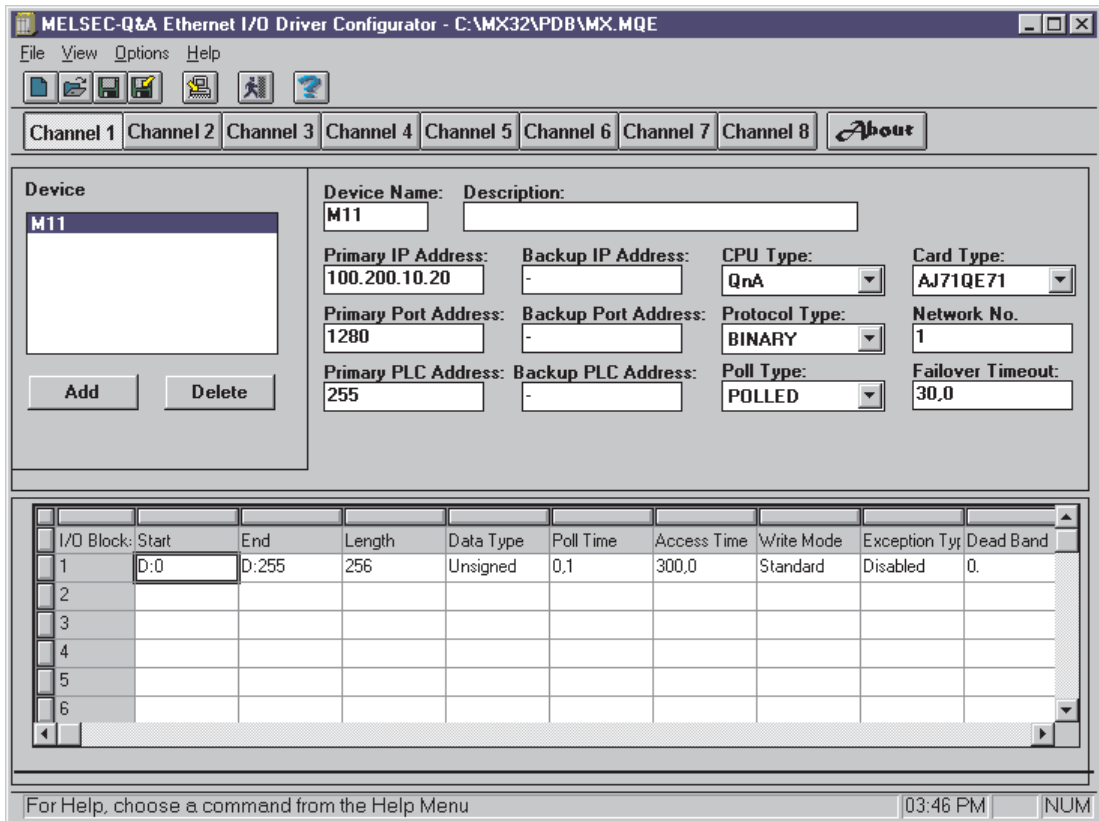 MELSEC-Q&A Ethernet I/O Driver Configurator - C:\MX32\PDB\MX.MQE
File View Options Help
Channel 1 Channel 2 Channel 3 Channel 4 Channel 5 Channel 6 Channel 7 Channel 8 About
Device
M11
Add Delete
Device Name: Description:
M11
Primary IP Address: Backup IP Address: CPU Type: Card Type:
100.200.10.20 - QnA AJ71QE71
Primary Port Address: Backup Port Address: Protocol Type: Network No.
1280 - BINARY 1
Primary PLC Address: Backup PLC Address: Poll Type: Failover Timeout:
255 - POLLED 30,0
I/O Block: Start End Length Data Type Poll Time Access Time Write Mode Exception Typ Dead Band
1 D:0 D:255 256 Unsigned 0,1 300,0 Standard Disabled 0.
2
3
4
5
6
For Help, choose a command from the Help Menu 03:46 PM NUM